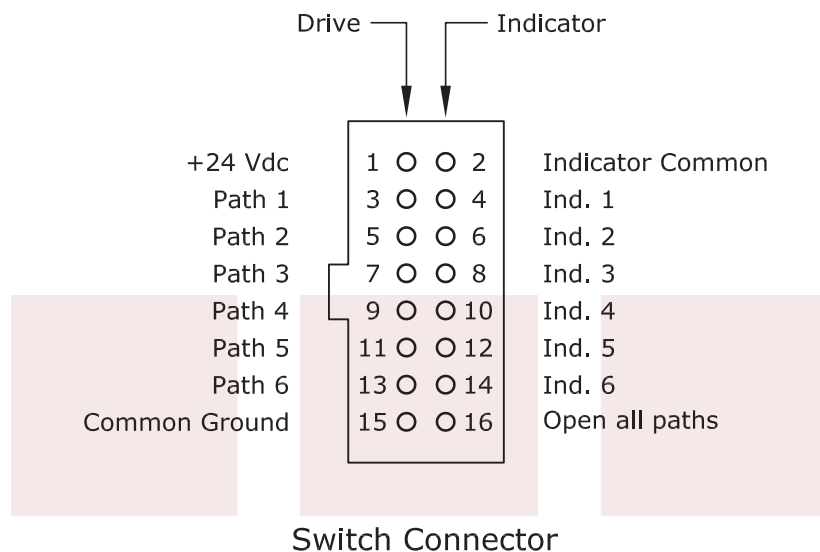 Drive Indicator
+24 Vdc 1 2 Indicator Common
Path 1 3 4 Ind. 1
Path 2 5 6 Ind. 2
Path 3 7 8 Ind. 3
Path 4 9 10 Ind. 4
Path 5 11 12 Ind. 5
Path 6 13 14 Ind. 6
Common Ground 15 16 Open all paths
Switch Connector